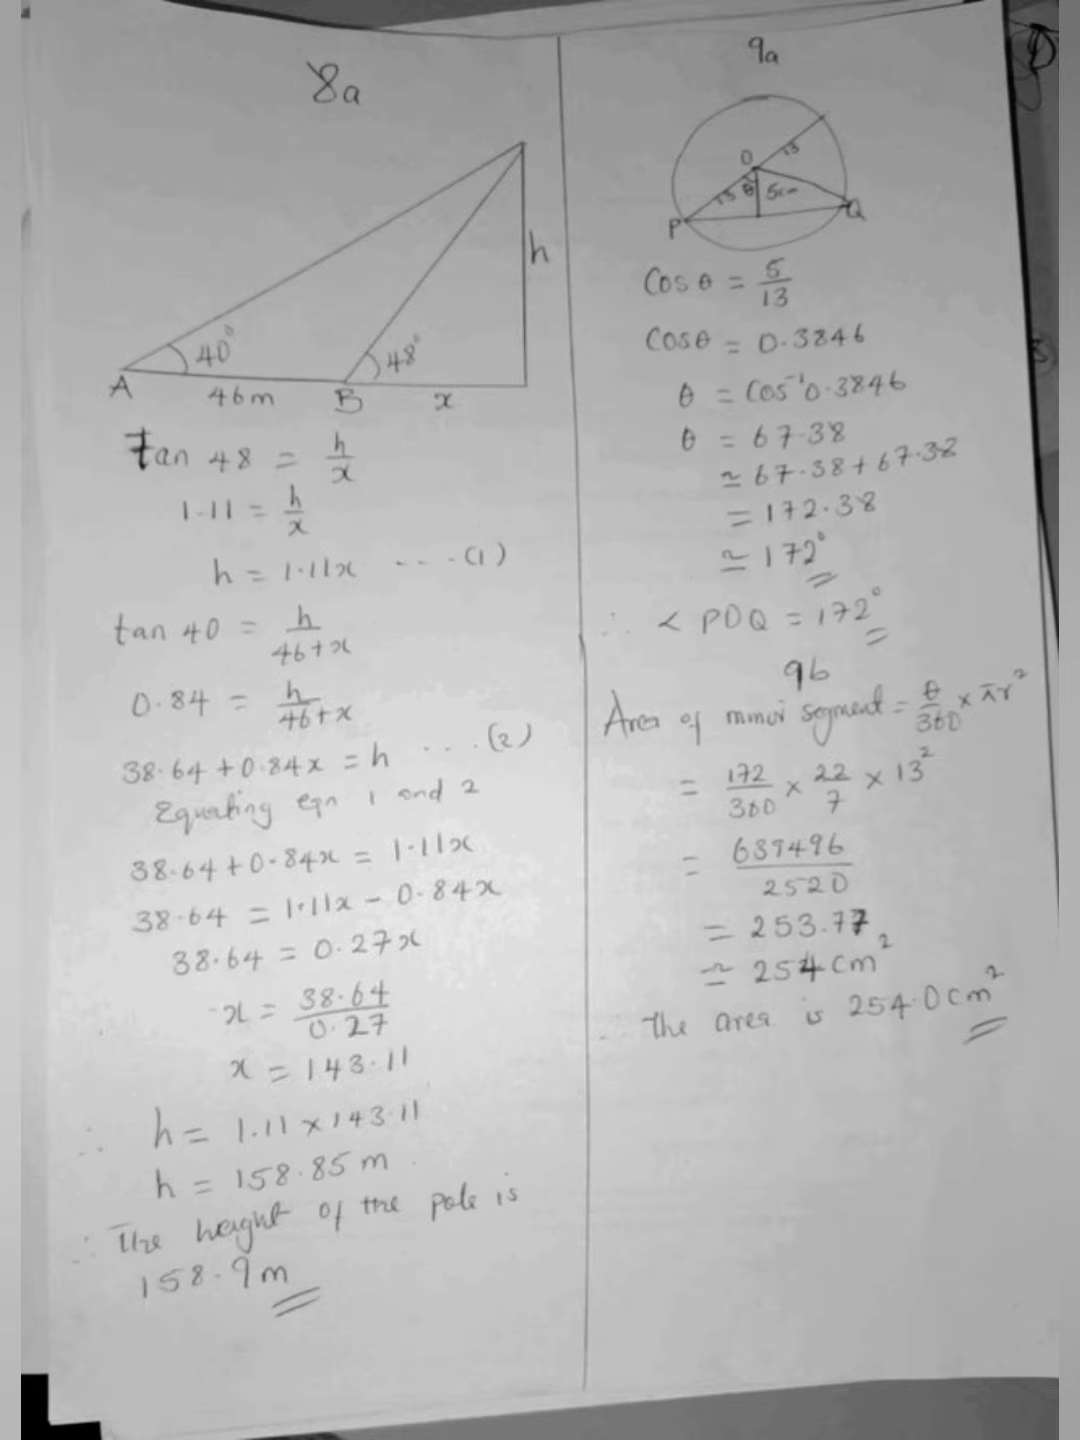 8a
h
40°
48°
A
46m
B
x
tan 48 = h/x
1.11 = h/x
h = 1.11x ....(1)
tan 40 = h/46+x
0.84 = h/46+x
38.64 + 0.84x = h ....(2)
Equating eqn 1 and 2
38.64 + 0.84x = 1.11x
38.64 = 1.11x - 0.84x
38.64 = 0.27x
x = 38.64/0.27
x = 143.11
∴ h = 1.11 x 143.11
h = 158.85 m
∴ The height of the pole is
158.9m
9a
O
13
13
θ
5cm
P
Q
Cos θ = 5/13
Cosθ = 0.3846
θ = Cos⁻¹0.3846
θ = 67.38
≃ 67.38 + 67.38
= 172.38
≃ 172°
∴ < POQ = 172°
9b
Area of minor segment = θ/360 x πr²
= 172/360 x 22/7 x 13²
= 639496/2520
= 253.77
≃ 254cm²
∴ The area is 254.0cm²